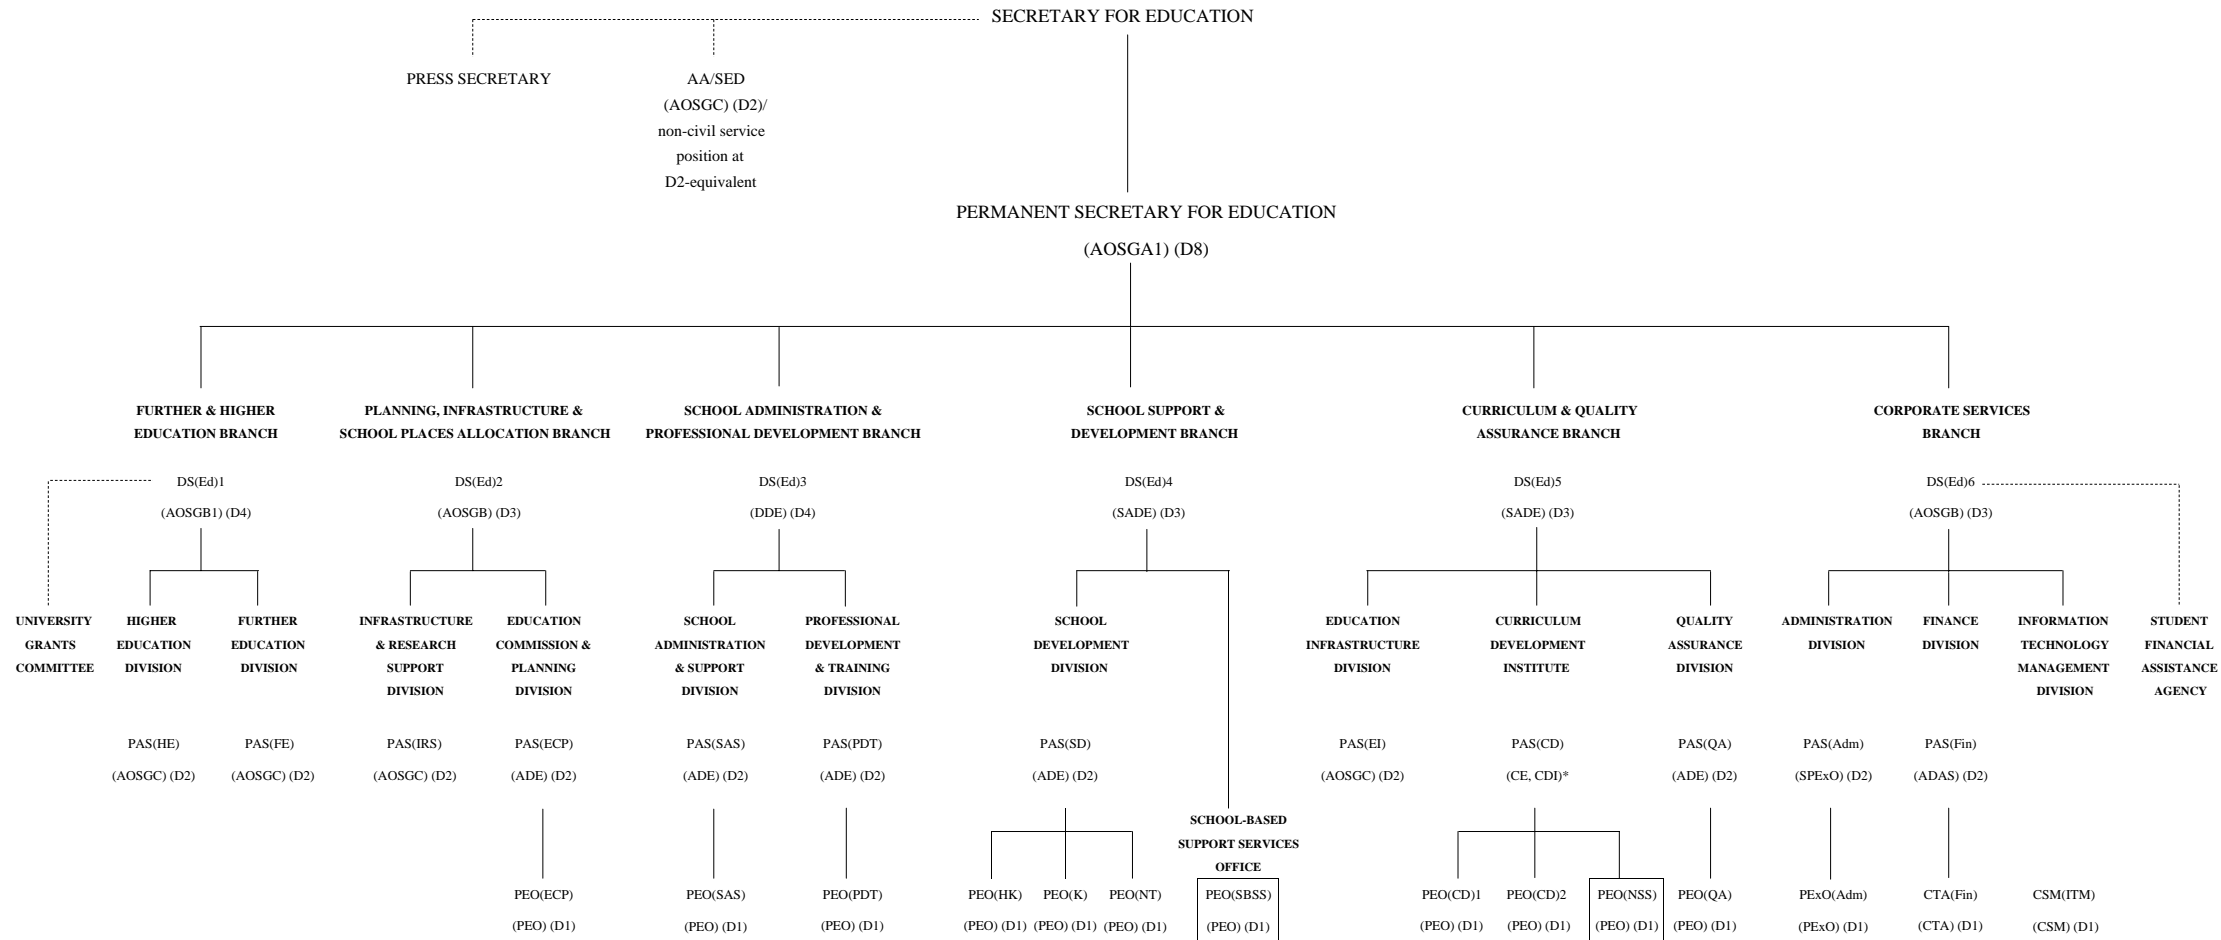 SECRETARY FOR EDUCATION
PRESS SECRETARY
AA/SED
(AOSGC) (D2)/
non-civil service
position at
D2-equivalent
PERMANENT SECRETARY FOR EDUCATION
(AOSGA1) (D8)
FURTHER & HIGHER
EDUCATION BRANCH
DS(Ed)1
(AOSGB1) (D4)
PLANNING, INFRASTRUCTURE &
SCHOOL PLACES ALLOCATION BRANCH
DS(Ed)2
(AOSGB) (D3)
SCHOOL ADMINISTRATION &
PROFESSIONAL DEVELOPMENT BRANCH
DS(Ed)3
(DDE) (D4)
SCHOOL SUPPORT &
DEVELOPMENT BRANCH
DS(Ed)4
(SADE) (D3)
CURRICULUM & QUALITY
ASSURANCE BRANCH
DS(Ed)5
(SADE) (D3)
CORPORATE SERVICES
BRANCH
DS(Ed)6
(AOSGB) (D3)
UNIVERSITY
GRANTS
COMMITTEE
HIGHER
EDUCATION
DIVISION
PAS(HE)
(AOSGC) (D2)
FURTHER
EDUCATION
DIVISION
PAS(FE)
(AOSGC) (D2)
INFRASTRUCTURE
& RESEARCH
SUPPORT
DIVISION
PAS(IRS)
(AOSGC) (D2)
EDUCATION
COMMISSION &
PLANNING
DIVISION
PAS(ECP)
(ADE) (D2)
PEO(ECP)
(PEO) (D1)
SCHOOL
ADMINISTRATION
& SUPPORT
DIVISION
PAS(SAS)
(ADE) (D2)
PEO(SAS)
(PEO) (D1)
PROFESSIONAL
DEVELOPMENT
& TRAINING
DIVISION
PAS(PDT)
(ADE) (D2)
PEO(PDT)
(PEO) (D1)
SCHOOL
DEVELOPMENT
DIVISION
PAS(SD)
(ADE) (D2)
PEO(HK)
(PEO) (D1)
PEO(K)
(PEO) (D1)
PEO(NT)
(PEO) (D1)
SCHOOL-BASED
SUPPORT SERVICES
OFFICE
PEO(SBSS)
(PEO) (D1)
EDUCATION
INFRASTRUCTURE
DIVISION
PAS(EI)
(AOSGC) (D2)
CURRICULUM
DEVELOPMENT
INSTITUTE
PAS(CD)
(CE, CDI)*
PEO(CD)1
(PEO) (D1)
PEO(CD)2
(PEO) (D1)
PEO(NSS)
(PEO) (D1)
QUALITY
ASSURANCE
DIVISION
PAS(QA)
(ADE) (D2)
PEO(QA)
(PEO) (D1)
ADMINISTRATION
DIVISION
PAS(Adm)
(SPExO) (D2)
PExO(Adm)
(PExO) (D1)
FINANCE
DIVISION
PAS(Fin)
(ADAS) (D2)
CTA(Fin)
(CTA) (D1)
INFORMATION
TECHNOLOGY
MANAGEMENT
DIVISION
CSM(ITM)
(CSM) (D1)
STUDENT
FINANCIAL
ASSISTANCE
AGENCY